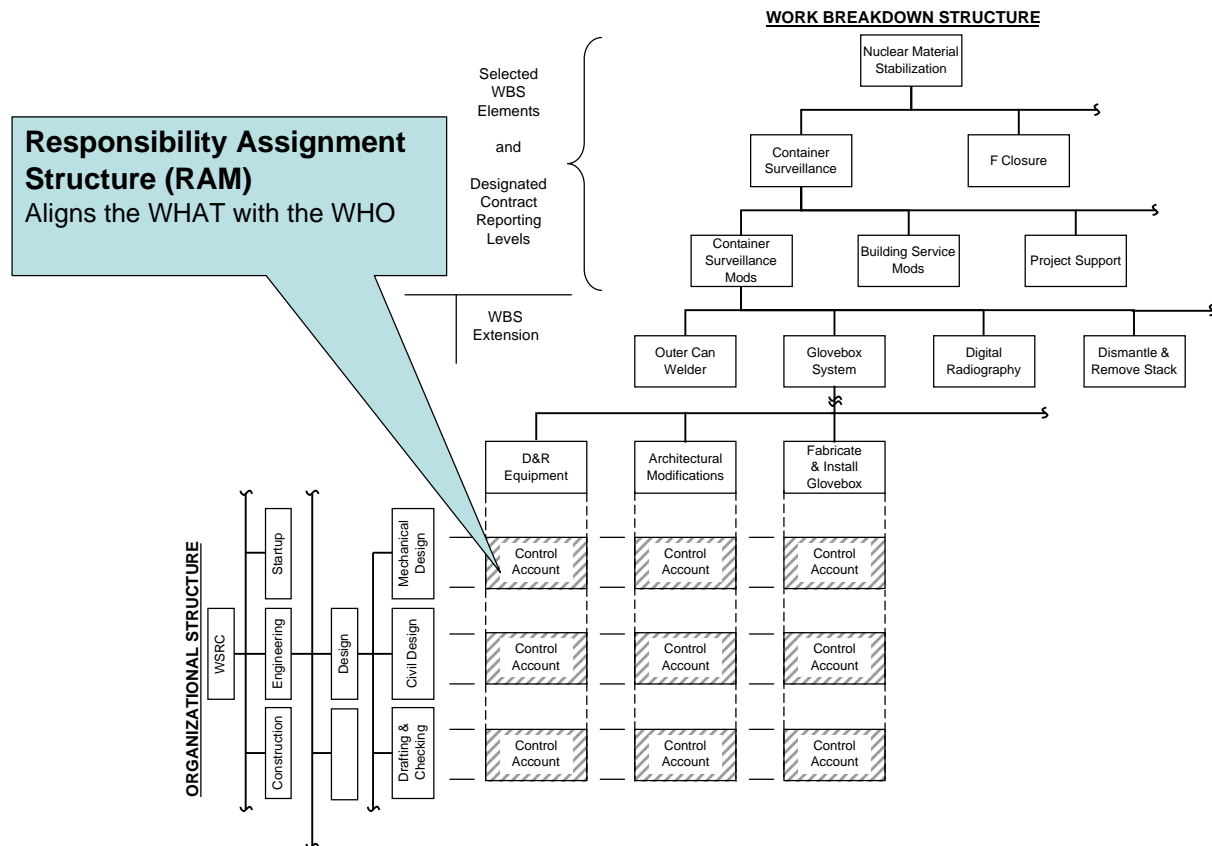 WORK BREAKDOWN STRUCTURE
Nuclear Material
Stabilization
Selected
WBS
Elements
and
Designated
Contract
Reporting
Levels
Responsibility Assignment
Structure (RAM)
Aligns the WHAT with the WHO
Container
Surveillance
F Closure
Container
Surveillance
Mods
Building Service
Mods
Project Support
WBS
Extension
Outer Can
Welder
Glovebox
System
Digital
Radiography
Dismantle &
Remove Stack
D&R
Equipment
Architectural
Modifications
Fabricate
& Install
Glovebox
ORGANIZATIONAL STRUCTURE
WSRC
Startup
Engineering
Construction
Design
Mechanical
Design
Civil Design
Drafting &
Checking
Control
Account
Control
Account
Control
Account
Control
Account
Control
Account
Control
Account
Control
Account
Control
Account
Control
Account